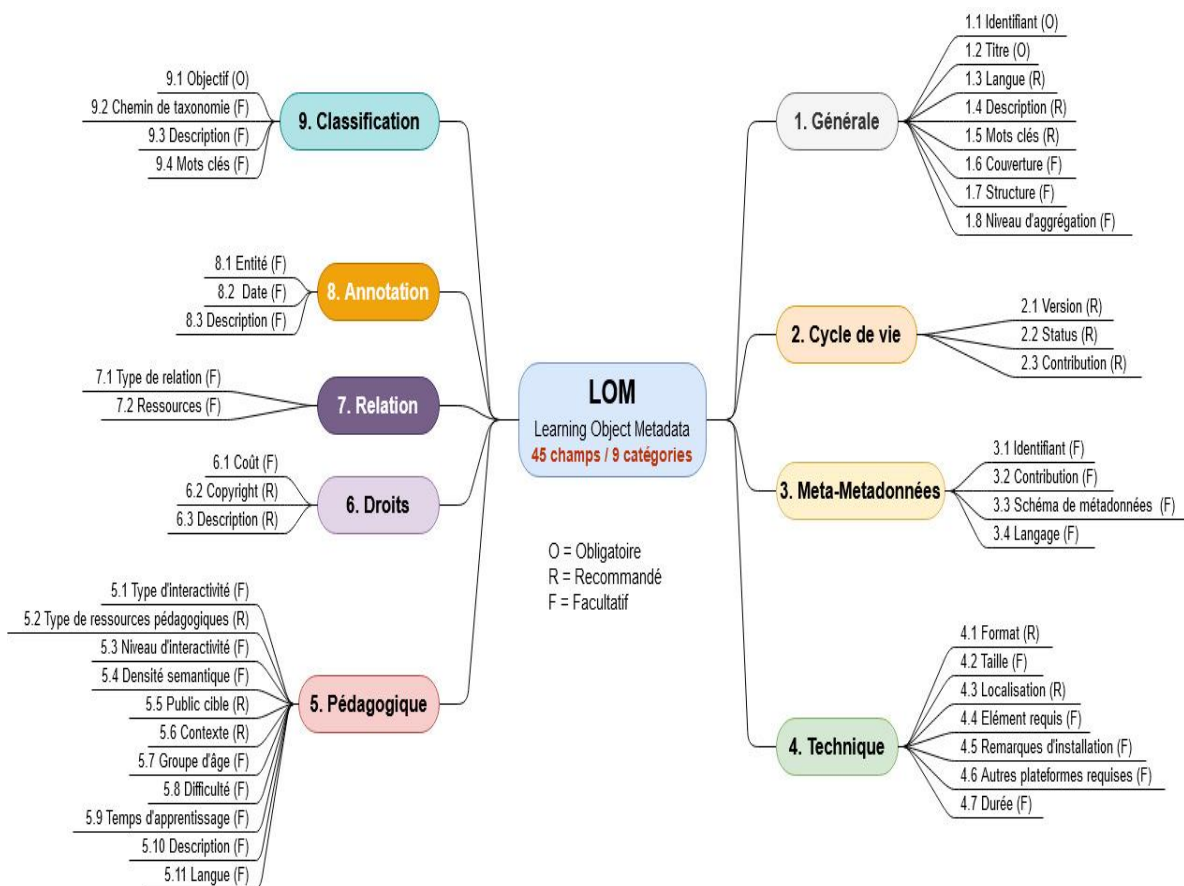 LOM
Learning Object Metadata
45 champs / 9 catégories
O = Obligatoire
R = Recommandé
F = Facultatif
1. Générale
1.1 Identifiant (O)
1.2 Titre (O)
1.3 Langue (R)
1.4 Description (R)
1.5 Mots clés (R)
1.6 Couverture (F)
1.7 Structure (F)
1.8 Niveau d'aggrégation (F)
2. Cycle de vie
2.1 Version (R)
2.2 Status (R)
2.3 Contribution (R)
3. Meta-Metadonnées
3.1 Identifiant (F)
3.2 Contribution (F)
3.3 Schéma de métadonnées (F)
3.4 Langage (F)
4. Technique
4.1 Format (R)
4.2 Taille (F)
4.3 Localisation (R)
4.4 Elément requis (F)
4.5 Remarques d'installation (F)
4.6 Autres plateformes requises (F)
4.7 Durée (F)
5. Pédagogique
5.1 Type d'interactivité (F)
5.2 Type de ressources pédagogiques (R)
5.3 Niveau d'interactivité (F)
5.4 Densité semantique (F)
5.5 Public cible (R)
5.6 Contexte (R)
5.7 Groupe d'âge (F)
5.8 Difficulté (F)
5.9 Temps d'apprentissage (F)
5.10 Description (F)
5.11 Langue (F)
6. Droits
6.1 Coût (F)
6.2 Copyright (R)
6.3 Description (R)
7. Relation
7.1 Type de relation (F)
7.2 Ressources (F)
8. Annotation
8.1 Entité (F)
8.2 Date (F)
8.3 Description (F)
9. Classification
9.1 Objectif (O)
9.2 Chemin de taxonomie (F)
9.3 Description (F)
9.4 Mots clés (F)